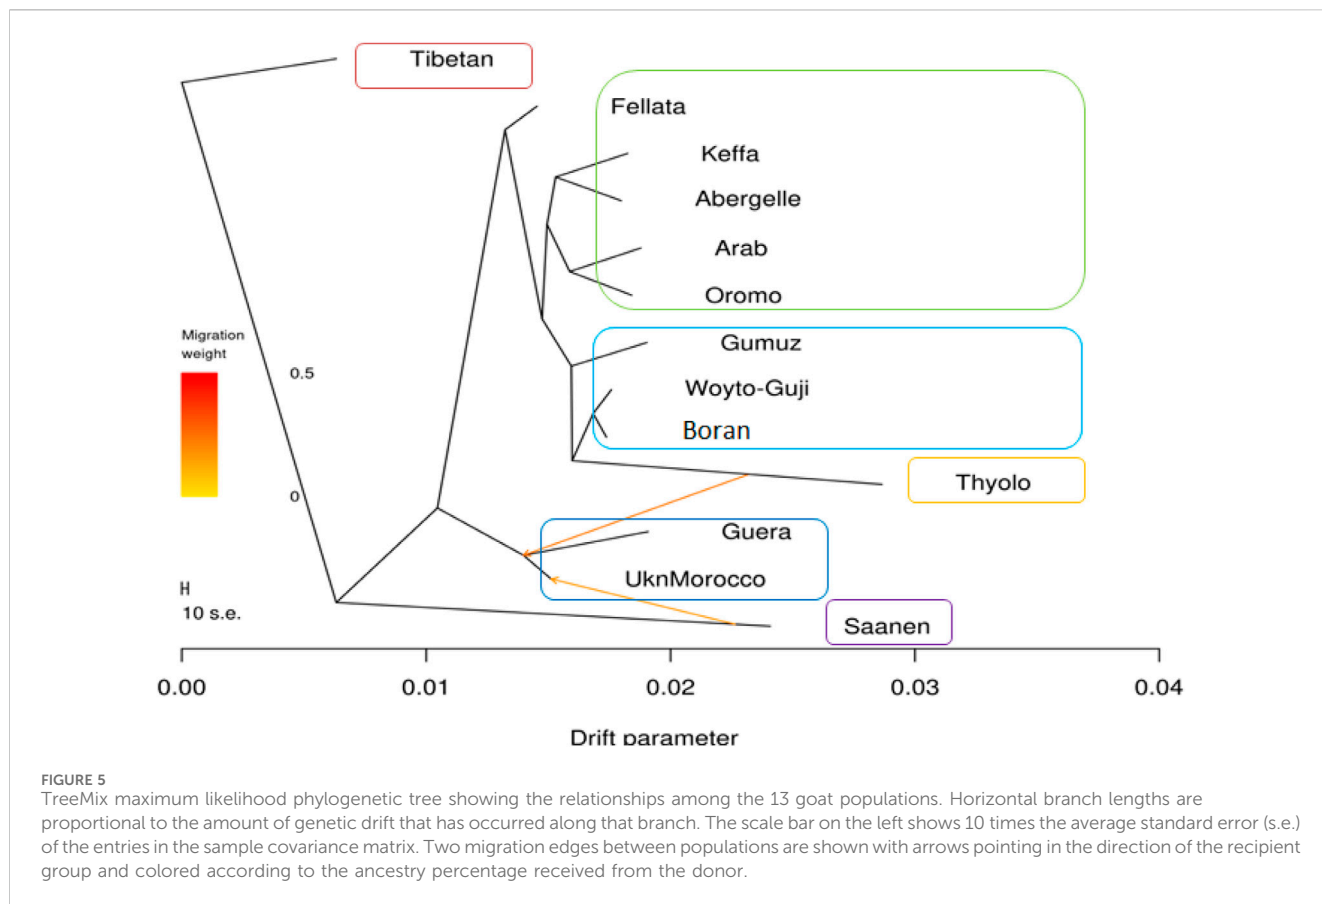 Tibetan
Fellata
Keffa
Abergelle
Arab
Oromo
Migration
weight
Gumuz
0.5
Woyto-Guji
Boran
Thyolo
0
Guera
UknMorocco
H
10 s.e.
Saanen
0.00 0.01 0.02 0.03 0.04
Drift parameter
FIGURE 5
TreeMix maximum likelihood phylogenetic tree showing the relationships among the 13 goat populations. Horizontal branch lengths are
proportional to the amount of genetic drift that has occurred along that branch. The scale bar on the left shows 10 times the average standard error (s.e.)
of the entries in the sample covariance matrix. Two migration edges between populations are shown with arrows pointing in the direction of the recipient
group and colored according to the ancestry percentage received from the donor.